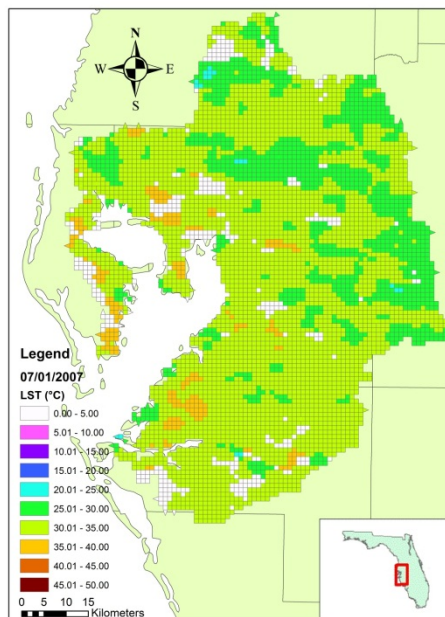 N
W E
S
Legend
07/01/2007
LST (°C)
0.00 - 5.00
5.01 - 10.00
10.01 - 15.00
15.01 - 20.00
20.01 - 25.00
25.01 - 30.00
30.01 - 35.00
35.01 - 40.00
40.01 - 45.00
45.01 - 50.00
0 5 10 15
Kilometers